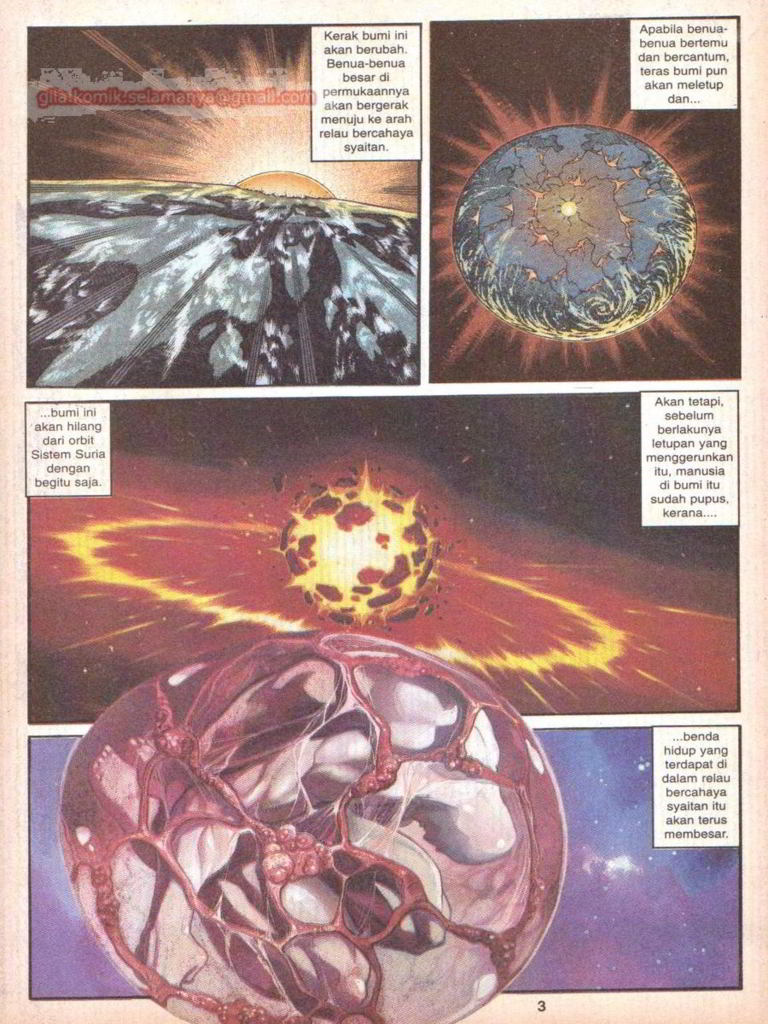 Kerak bumi ini
akan berubah.
Benua-benua
besar di
permukaannya
akan bergerak
menuju ke arah
relau bercahaya
syaitan.
glia.komik.selamanya@gmail.com
Apabila benua-
benua bertemu
dan bercantum,
teras bumi pun
akan meletup
dan...
...bumi ini
akan hilang
dari orbit
Sistem Suria
dengan
begitu saja.
Akan tetapi,
sebelum
berlakunya
letupan yang
menggerunkan
itu, manusia
di bumi itu
sudah pupus,
kerana....
...benda
hidup yang
terdapat di
dalam relau
bercahaya
syaitan itu
akan terus
membesar.
3